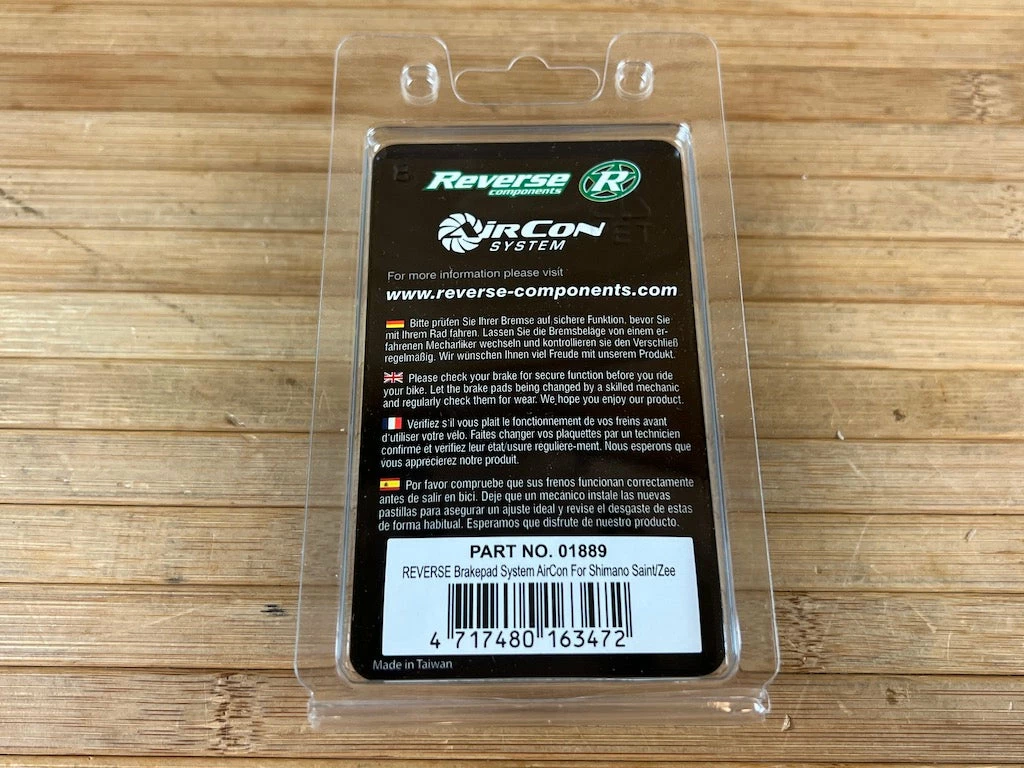 Reverse
components
R
AirCon
SYSTEM
For more information please visit
www.reverse-components.com
Bitte prüfen Sie Ihrer Bremse auf sichere Funktion, bevor Sie
mit Ihrem Rad fahren. Lassen Sie die Bremsbeläge von einem er-
fahrenen Mechaniker wechseln und kontrollieren sie den Verschließ
regelmäßig. Wir wünschen Ihnen viel Freude mit unserem Produkt.
Please check your brake for secure function before you ride
your bike. Let the brake pads being changed by a skilled mechanic
and regularly check them for wear. We hope you enjoy our product.
Vérifiez s'il vous plait le fonctionnement de vos freins avant
d'utiliser votre velo. Faites changer vos plaquettes par un technicien
confirmé et verifiez leur état/usure reguliere-ment. Nous esperons que
vous apprecierez notre produit.
Por favor compruebe que sus frenos funcionan correctamente
antes de salir en bici. Deje que un mecánico instale las nuevas
pastillas para asegurar un ajuste ideal y revise el desgaste de estas
de forma habitual. Esperamos que disfrute de nuestro producto.
PART NO. 01889
REVERSE Brakepad System AirCon For Shimano Saint/Zee
4 717480 163472
Made in Taiwan